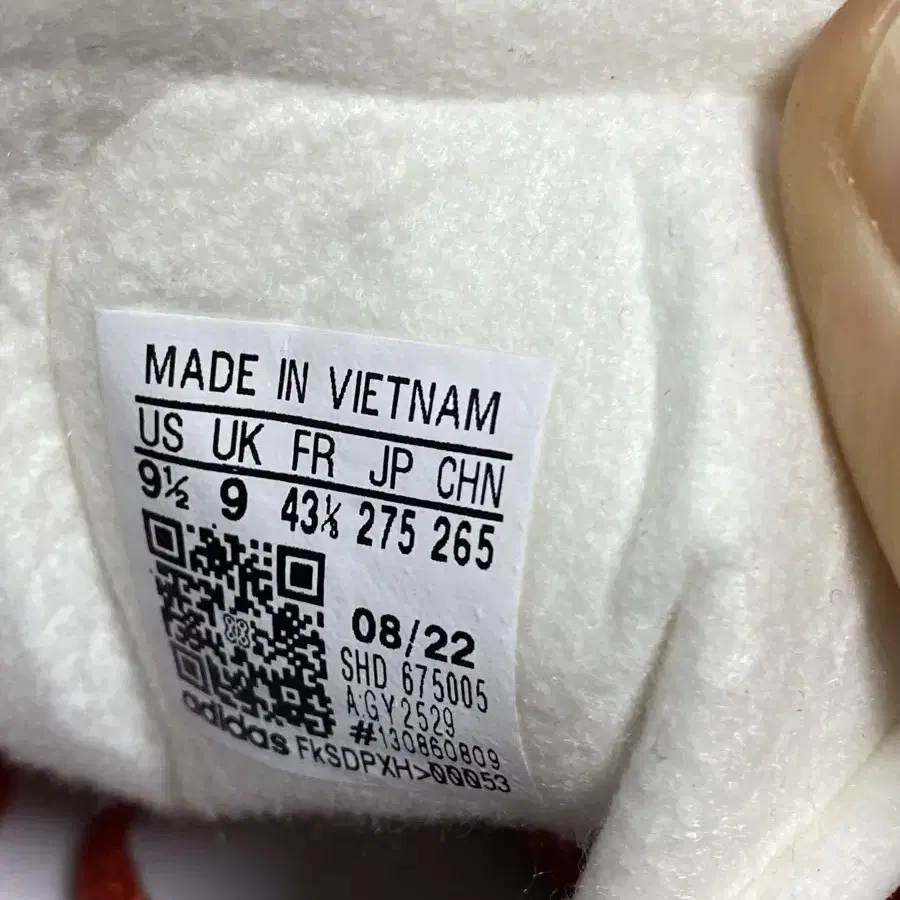 MADE IN VIETNAM
US UK FR JP CHN
9½ 9 43⅓ 275 265
08/22
SHD 675005
A:GY2529
#130860809
adidas FkSDPXH>00053